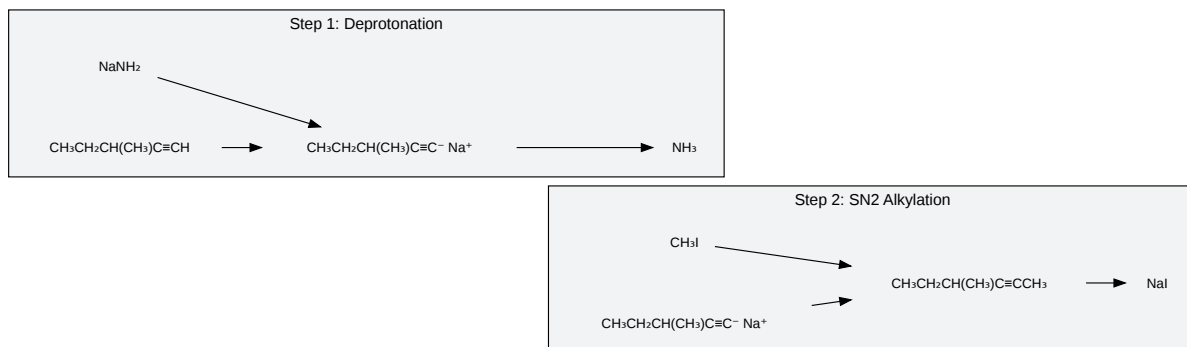 Step 1: Deprotonation
NaNH₂
CH₃CH₂CH(CH₃)C≡CH
CH₃CH₂CH(CH₃)C≡C⁻ Na⁺
NH₃
Step 2: SN2 Alkylation
CH₃I
CH₃CH₂CH(CH₃)C≡CCH₃
NaI
CH₃CH₂CH(CH₃)C≡C⁻ Na⁺